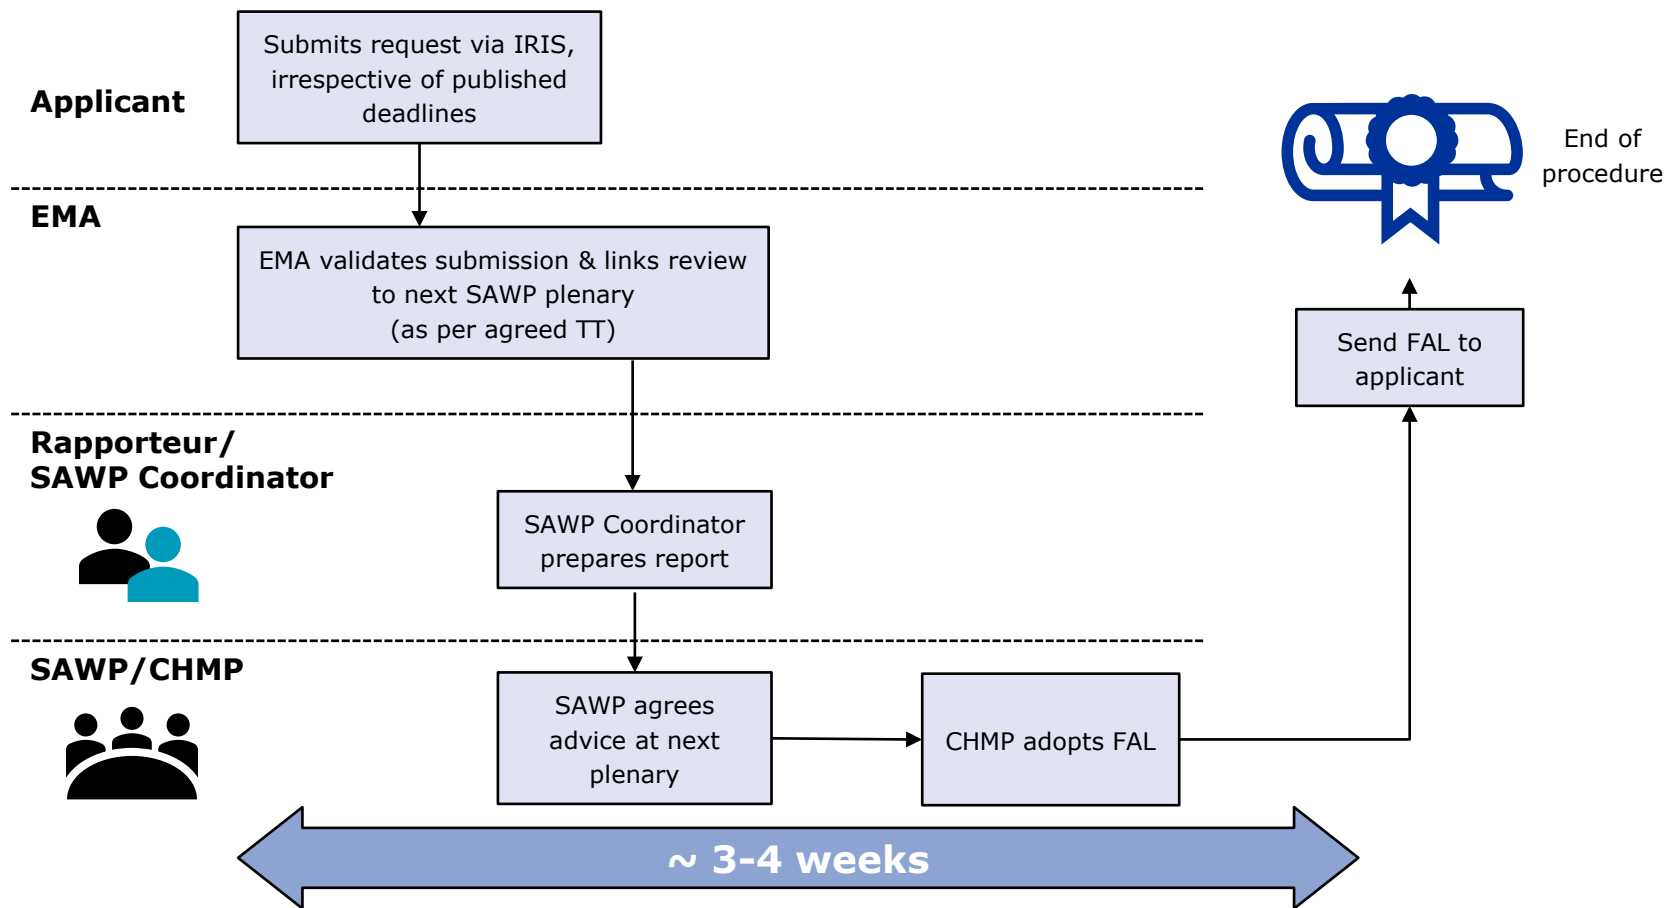 Applicant
Submits request via IRIS,
irrespective of published
deadlines
EMA
EMA validates submission & links review
to next SAWP plenary
(as per agreed TT)
Rapporteur/
SAWP Coordinator
SAWP Coordinator
prepares report
SAWP/CHMP
SAWP agrees
advice at next
plenary
CHMP adopts FAL
Send FAL to
applicant
End of
procedure
~ 3-4 weeks